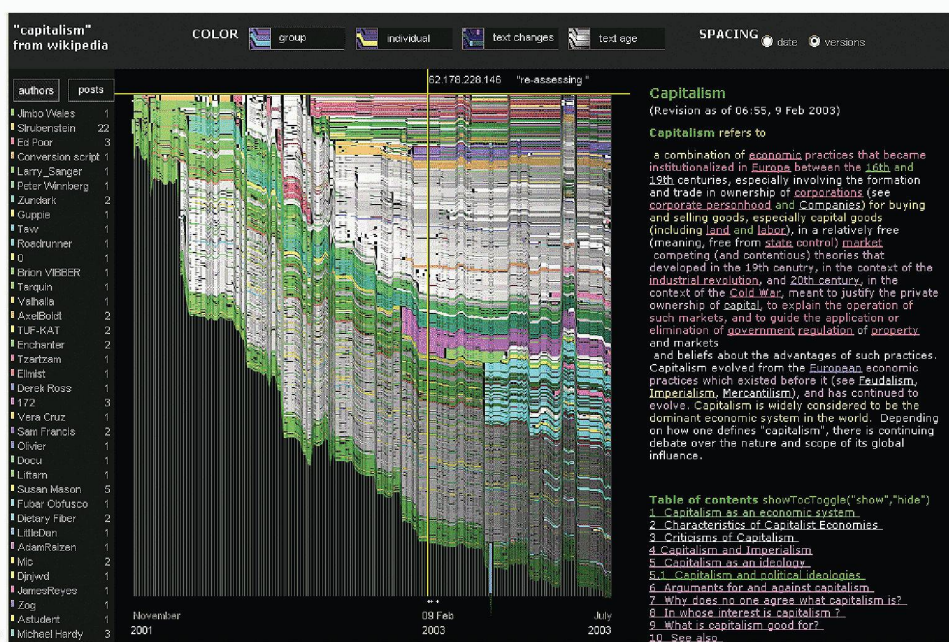 "capitalism"
from wikipedia
COLOR
group
individual
text changes
text age
SPACING
date
versions
authors
posts
Jimbo Wales 1
Slrubenstein 22
Ed Poor 3
Conversion script 1
Larry_Sanger 1
Peter Winnberg 1
Zundark 2
Guppie 1
Taw 1
Roadrunner 1
0 1
Brion VIBBER 1
Tarquin 1
Valhalla 1
AxelBoldt 2
TUF-KAT 2
Enchanter 2
Tzartzam 1
Ellmist 1
Derek Ross 1
172 3
Vera Cruz 1
Sam Francis 2
Olivier 1
Docu 1
Liftarn 1
Susan Mason 5
Fubar Obfusco 1
Dietary Fiber 2
LittleDan 1
AdamRaizen 1
Mic 2
Djnjwd 1
JamesReyes 1
Zog 1
Astudent 1
Michael Hardy 3
62.178.228.146 "re-assessing "
November
2001
09 Feb
2003
July
2003
Capitalism
(Revision as of 06:55, 9 Feb 2003)
Capitalism refers to
a combination of economic practices that became
institutionalized in Europe between the 16th and
19th centuries, especially involving the formation
and trade in ownership of corporations (see
corporate personhood and Companies) for buying
and selling goods, especially capital goods
(including land and labor), in a relatively free
(meaning, free from state control) market
competing (and contentious) theories that
developed in the 19th cenutry, in the context of the
industrial revolution, and 20th century, in the
context of the Cold War, meant to justify the private
ownership of capital, to explain the operation of
such markets, and to guide the application or
elimination of government regulation of property
and markets
and beliefs about the advantages of such practices.
Capitalism evolved from the European economic
practices which existed before it (see Feudalism,
Imperialism, Mercantilism), and has continued to
evolve. Capitalism is widely considered to be the
dominant economic system in the world. Depending
on how one defines "capitalism", there is continuing
debate over the nature and scope of its global
influence.
Table of contents showTocToggle("show","hide")
1 Capitalism as an economic system
2 Characteristics of Capitalist Economies
3 Criticisms of Capitalism
4 Capitalism and Imperialism
5 Capitalism as an ideology
5.1 Capitalism and political ideologies
6 Arguments for and against capitalism
7 Why does no one agree what capitalism is?
8 In whose interest is capitalism ?
9 What is capitalism good for?
10 See also